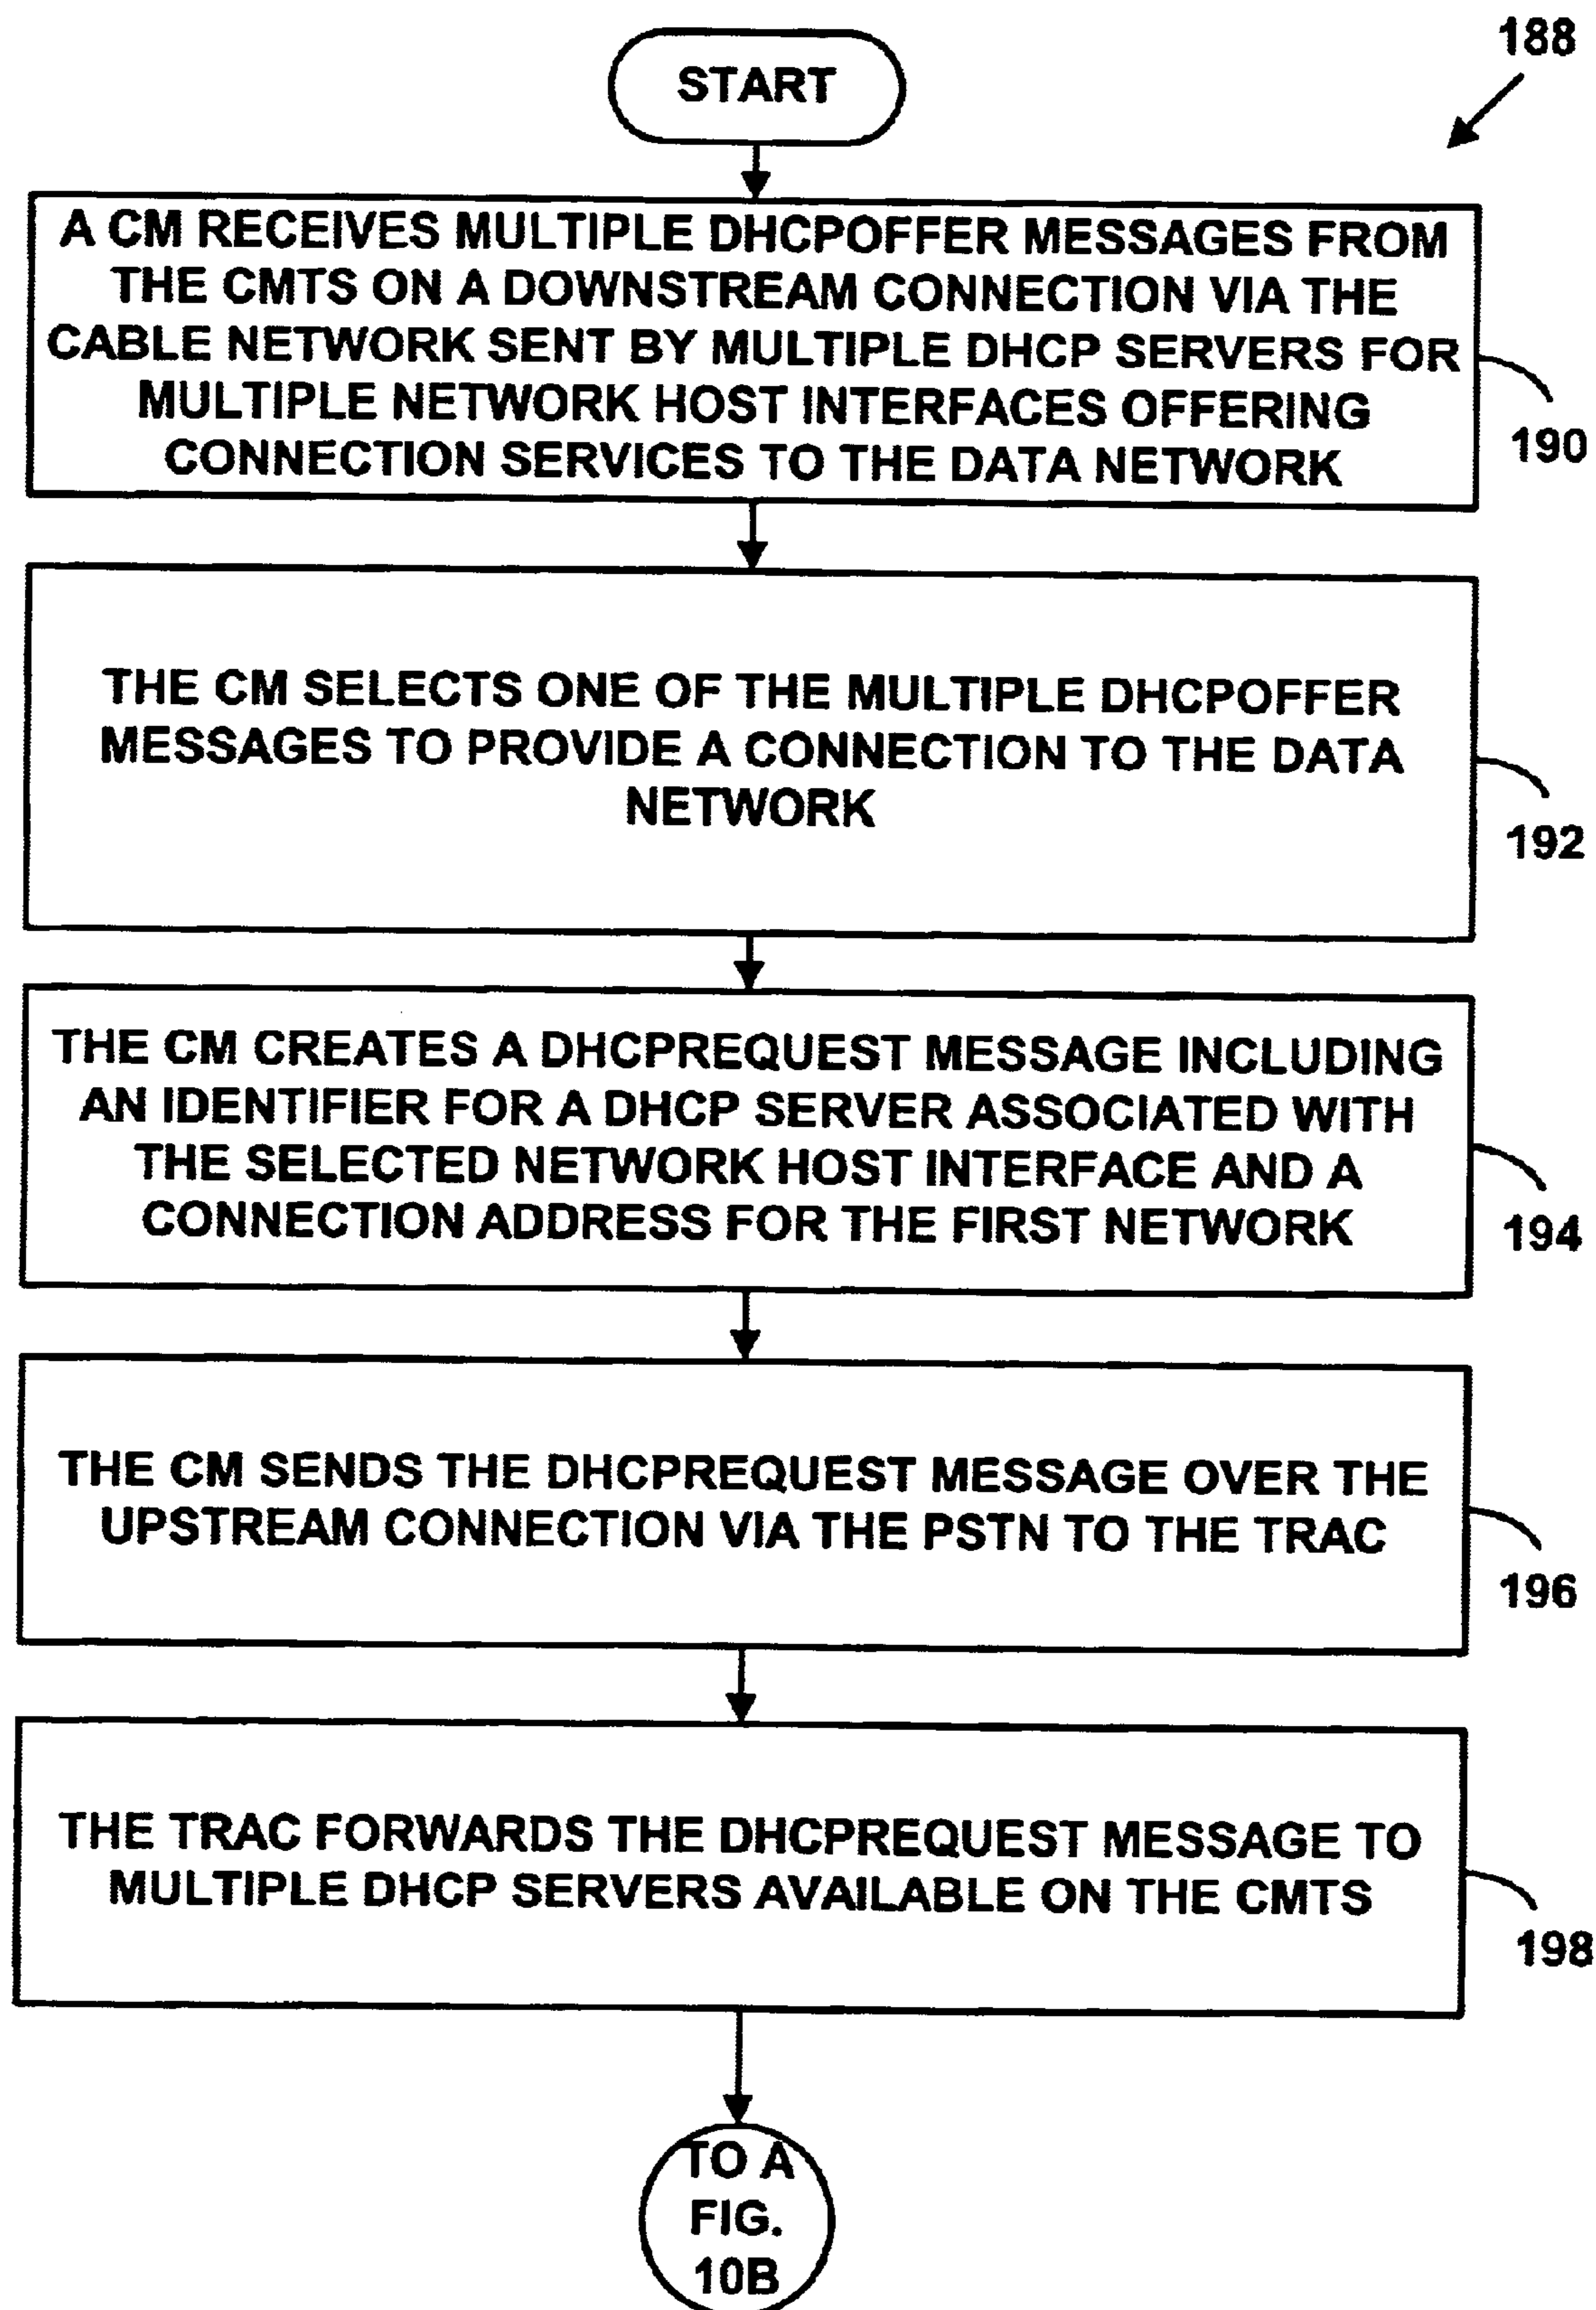 188
START
A CM RECEIVES MULTIPLE DHCPOFFER MESSAGES FROM
THE CMTS ON A DOWNSTREAM CONNECTION VIA THE
CABLE NETWORK SENT BY MULTIPLE DHCP SERVERS FOR
MULTIPLE NETWORK HOST INTERFACES OFFERING
CONNECTION SERVICES TO THE DATA NETWORK
190
THE CM SELECTS ONE OF THE MULTIPLE DHCPOFFER
MESSAGES TO PROVIDE A CONNECTION TO THE DATA
NETWORK
192
THE CM CREATES A DHCPREQUEST MESSAGE INCLUDING
AN IDENTIFIER FOR A DHCP SERVER ASSOCIATED WITH
THE SELECTED NETWORK HOST INTERFACE AND A
CONNECTION ADDRESS FOR THE FIRST NETWORK
194
THE CM SENDS THE DHCPREQUEST MESSAGE OVER THE
UPSTREAM CONNECTION VIA THE PSTN TO THE TRAC
196
THE TRAC FORWARDS THE DHCPREQUEST MESSAGE TO
MULTIPLE DHCP SERVERS AVAILABLE ON THE CMTS
198
TO A
FIG.
10B